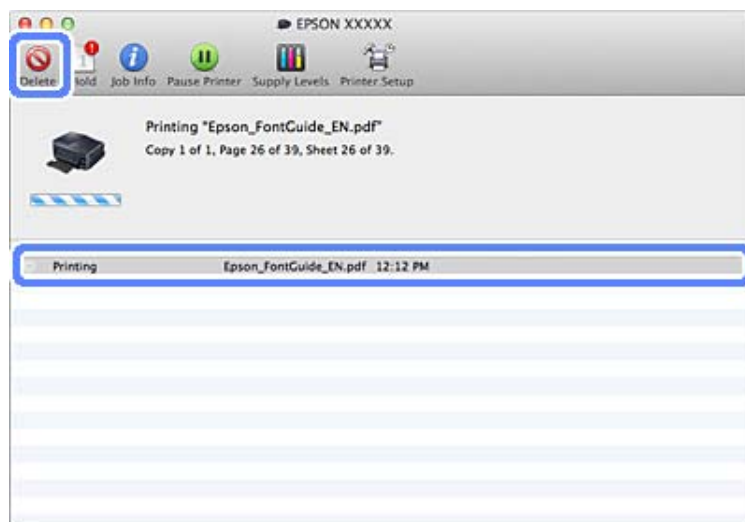 EPSON XXXXX
Delete Hold Job Info Pause Printer Supply Levels Printer Setup
Printing "Epson_FontGuide_EN.pdf"
Copy 1 of 1, Page 26 of 39, Sheet 26 of 39.
Printing Epson_FontGuide_EN.pdf 12:12 PM